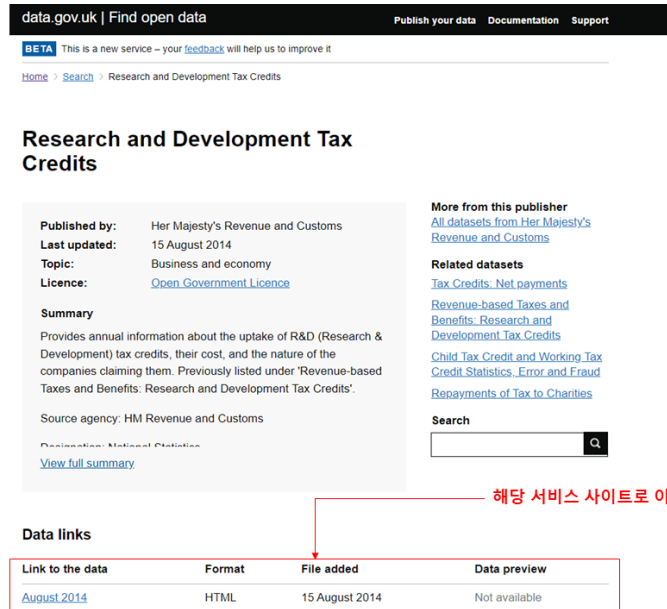 data.gov.uk | Find open data
Publish your data Documentation Support
BETA This is a new service – your feedback will help us to improve it
Home > Search > Research and Development Tax Credits
Research and Development Tax
Credits
Published by: Her Majesty's Revenue and Customs
Last updated: 15 August 2014
Topic: Business and economy
Licence: Open Government Licence
Summary
Provides annual information about the uptake of R&D (Research &
Development) tax credits, their cost, and the nature of the
companies claiming them. Previously listed under 'Revenue-based
Taxes and Benefits: Research and Development Tax Credits'.
Source agency: HM Revenue and Customs
Designation: National Statistics
View full summary
More from this publisher
All datasets from Her Majesty's
Revenue and Customs
Related datasets
Tax Credits: Net payments
Revenue-based Taxes and
Benefits: Research and
Development Tax Credits
Child Tax Credit and Working Tax
Credit Statistics, Error and Fraud
Repayments of Tax to Charities
Search
해당 서비스 사이트로 이
Data links
Link to the data Format File added Data preview
August 2014 HTML 15 August 2014 Not available